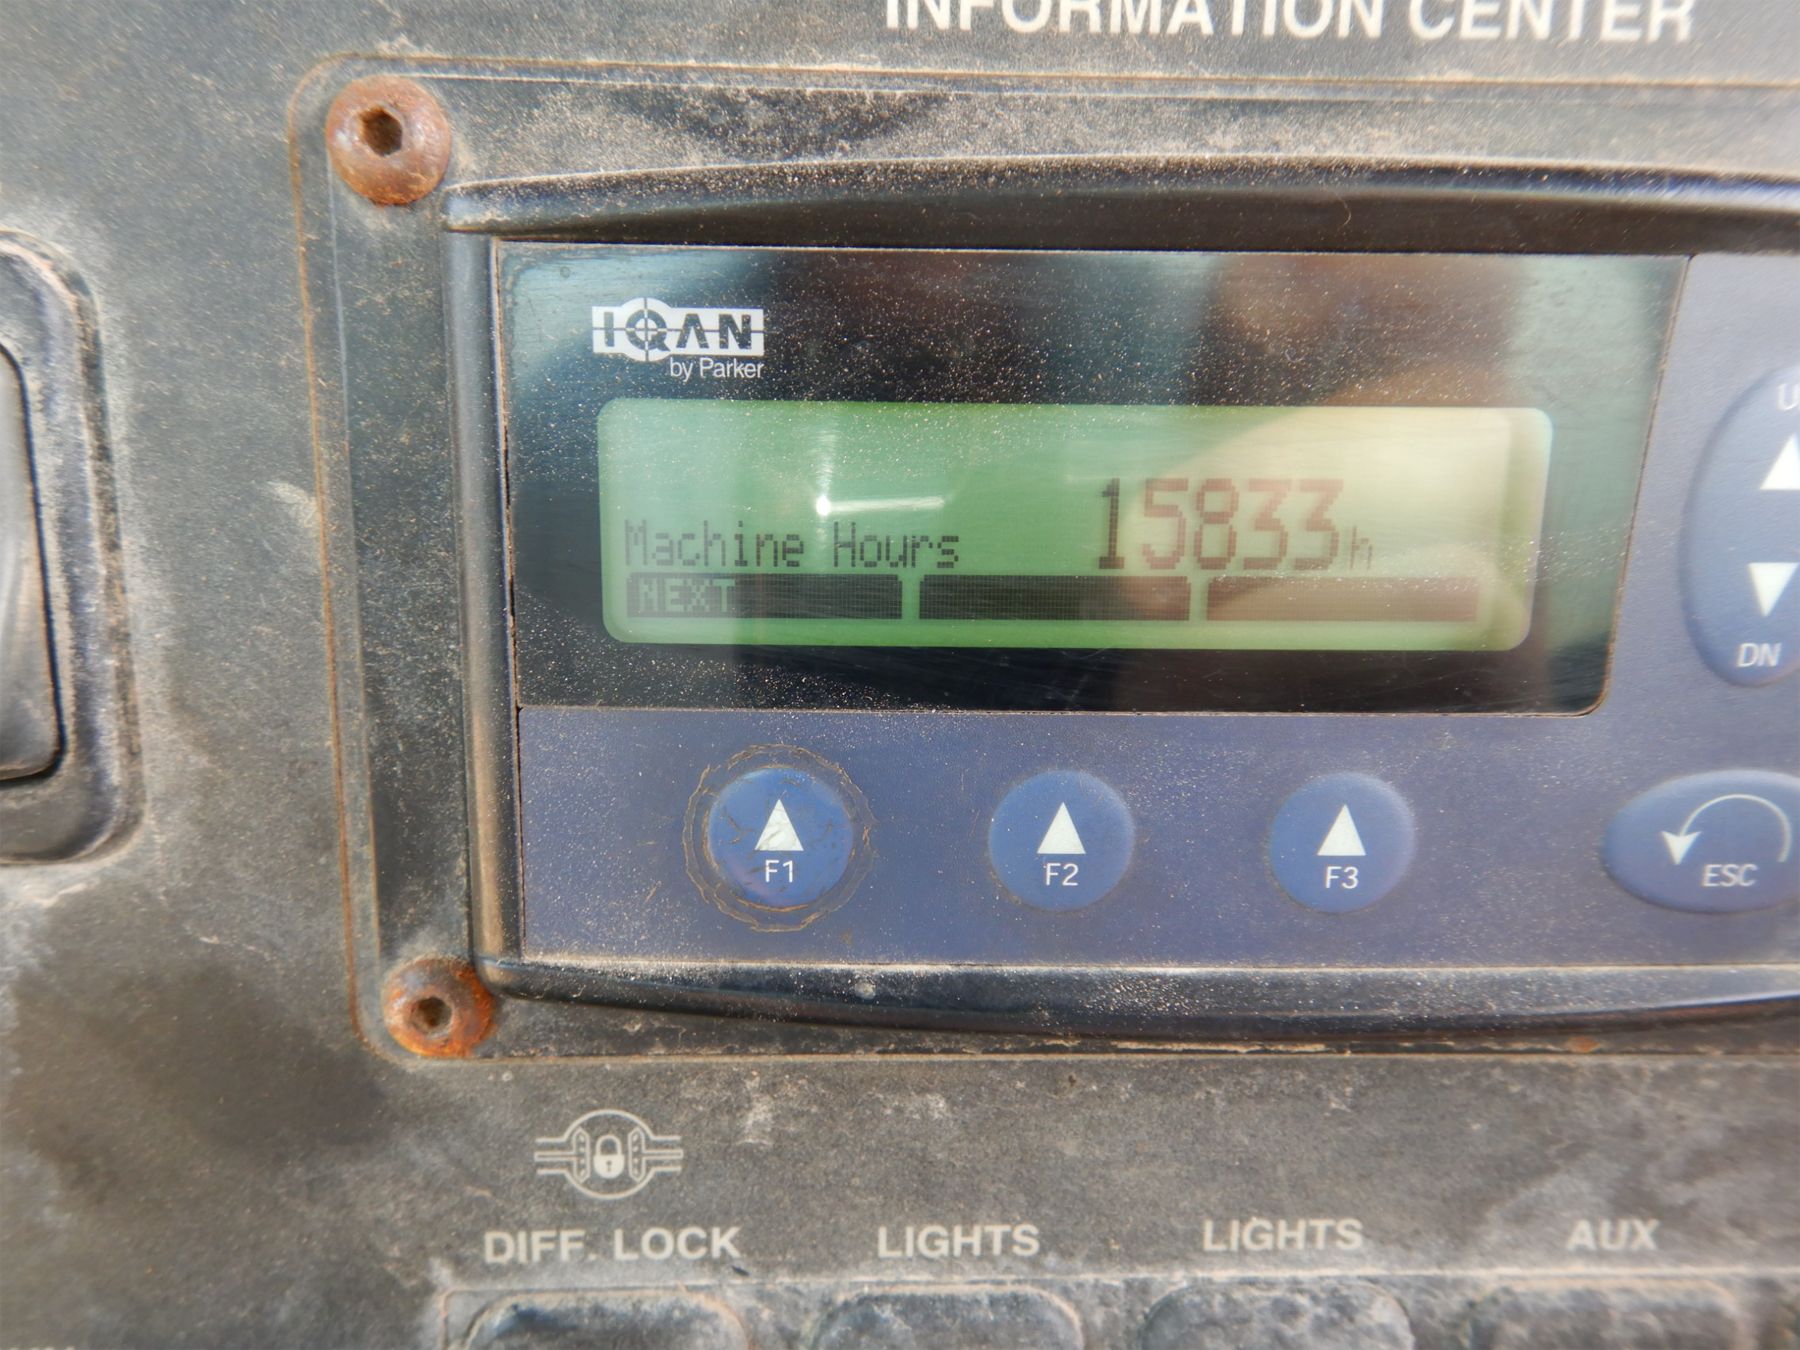 INFORMATION CENTER
IQAN
by Parker
Machine Hours 15833h
NEXT
DN
F1 F2 F3 ESC
DIFF. LOCK LIGHTS LIGHTS AUX